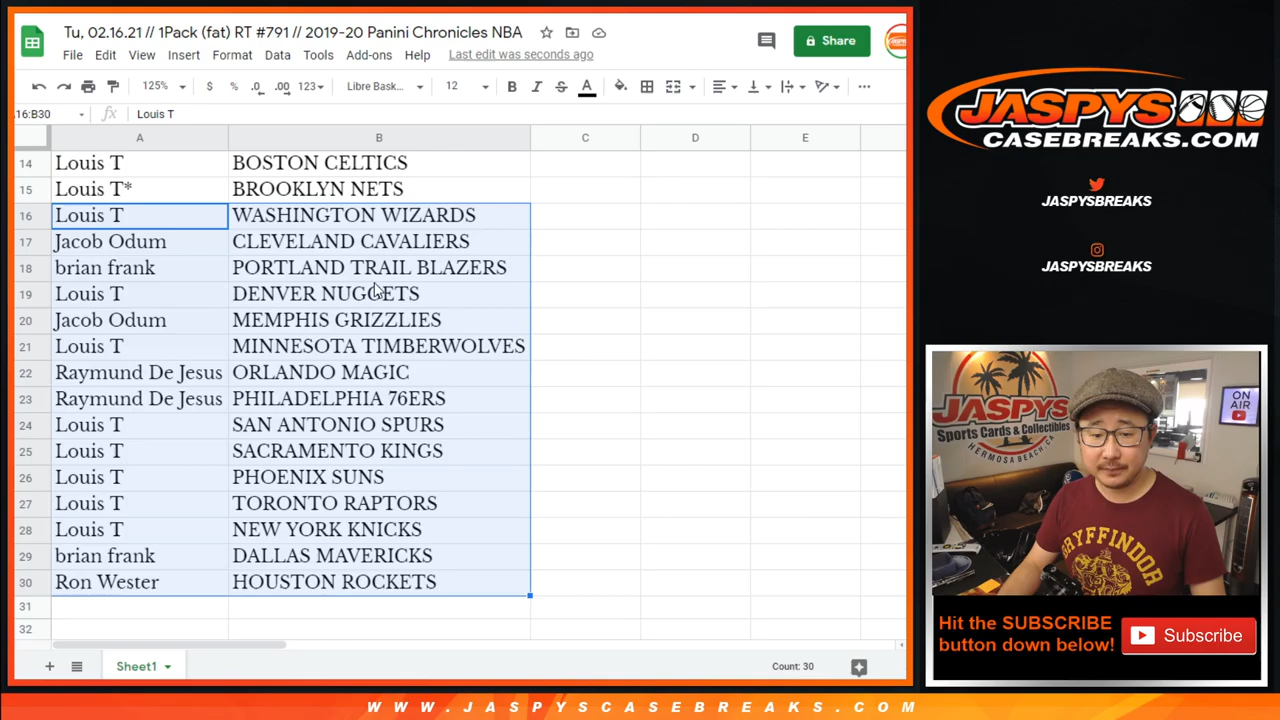 Tu, 02.16.21 // 1Pack (fat) RT #791 // 2019-20 Panini Chronicles NBA
File Edit View Insert Format Data Tools Add-ons Help Last edit was seconds ago
Share
125% $ % .0 .00 123 Libre Bask... 12 B I S A
16:B30 fx Louis T
A B C D E
14 Louis T BOSTON CELTICS
15 Louis T* BROOKLYN NETS
16 Louis T WASHINGTON WIZARDS
17 Jacob Odum CLEVELAND CAVALIERS
18 brian frank PORTLAND TRAIL BLAZERS
19 Louis T DENVER NUGGETS
20 Jacob Odum MEMPHIS GRIZZLIES
21 Louis T MINNESOTA TIMBERWOLVES
22 Raymund De Jesus ORLANDO MAGIC
23 Raymund De Jesus PHILADELPHIA 76ERS
24 Louis T SAN ANTONIO SPURS
25 Louis T SACRAMENTO KINGS
26 Louis T PHOENIX SUNS
27 Louis T TORONTO RAPTORS
28 Louis T NEW YORK KNICKS
29 brian frank DALLAS MAVERICKS
30 Ron Wester HOUSTON ROCKETS
31
32
Sheet1 Count: 30
JASPYS
CASEBREAKS.COM
JASPYSBREAKS
JASPYSBREAKS
JASPYS
Sports Cards & Collectibles
HERMOSA BEACH, CA
ON
AIR
GRYFFINDOR
Hit the SUBSCRIBE
button down below!
Subscribe
WWW.JASPYSCASEBREAKS.COM